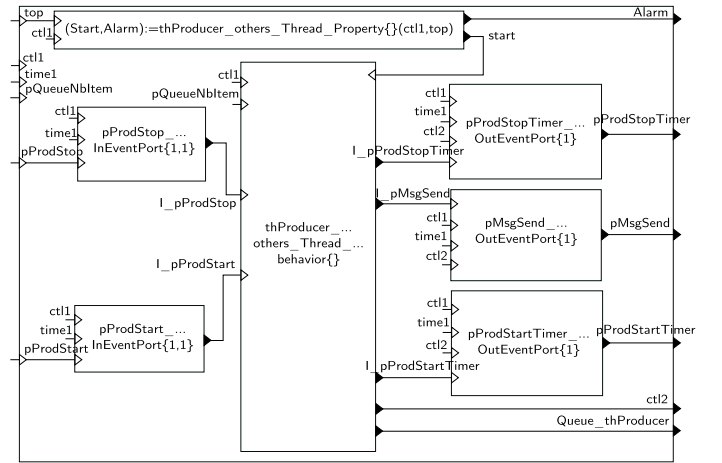 top
Alarm
(Start,Alarm):=thProducer_others_Thread_Property{}(ctl1,top)
ctl1
start
ctl1
time1
pQueueNbItem
ctl1
pQueueNbItem
ctl1
time1
pProdStop
pProdStop_...
InEventPort{1,1}
I_pProdStop
I_pProdStart
ctl1
time1
pProdStart
pProdStart_...
InEventPort{1,1}
thProducer_...
others_Thread_...
behavior{}
ctl1
time1
ctl2
I_pProdStopTimer
pProdStopTimer_...
OutEventPort{1}
pProdStopTimer
I_pMsgSend
ctl1
time1
ctl2
pMsgSend_...
OutEventPort{1}
pMsgSend
ctl1
time1
ctl2
I_pProdStartTimer
pProdStartTimer_...
OutEventPort{1}
pProdStartTimer
ctl2
Queue_thProducer